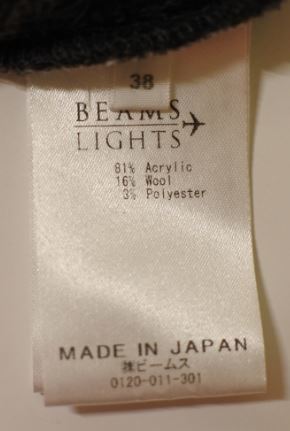 38
BEAMS
LIGHTS
81% Acrylic
16% Wool
3% Polyester
MADE IN JAPAN
㈱ビームス
0120-011-301